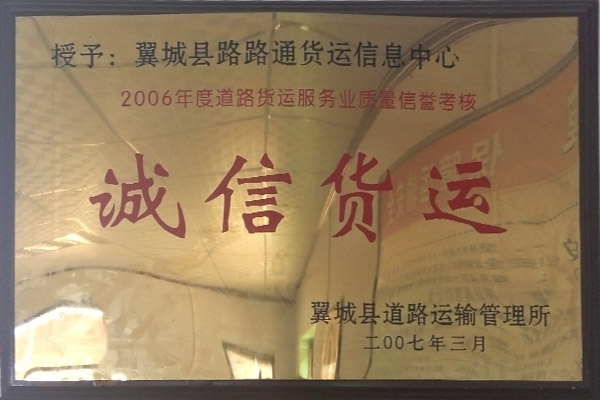 授予：翼城县路路通货运信息中心
2006年度道路货运服务业质量信誉考核
诚信货运
翼城县道路运输管理所
二00七年三月